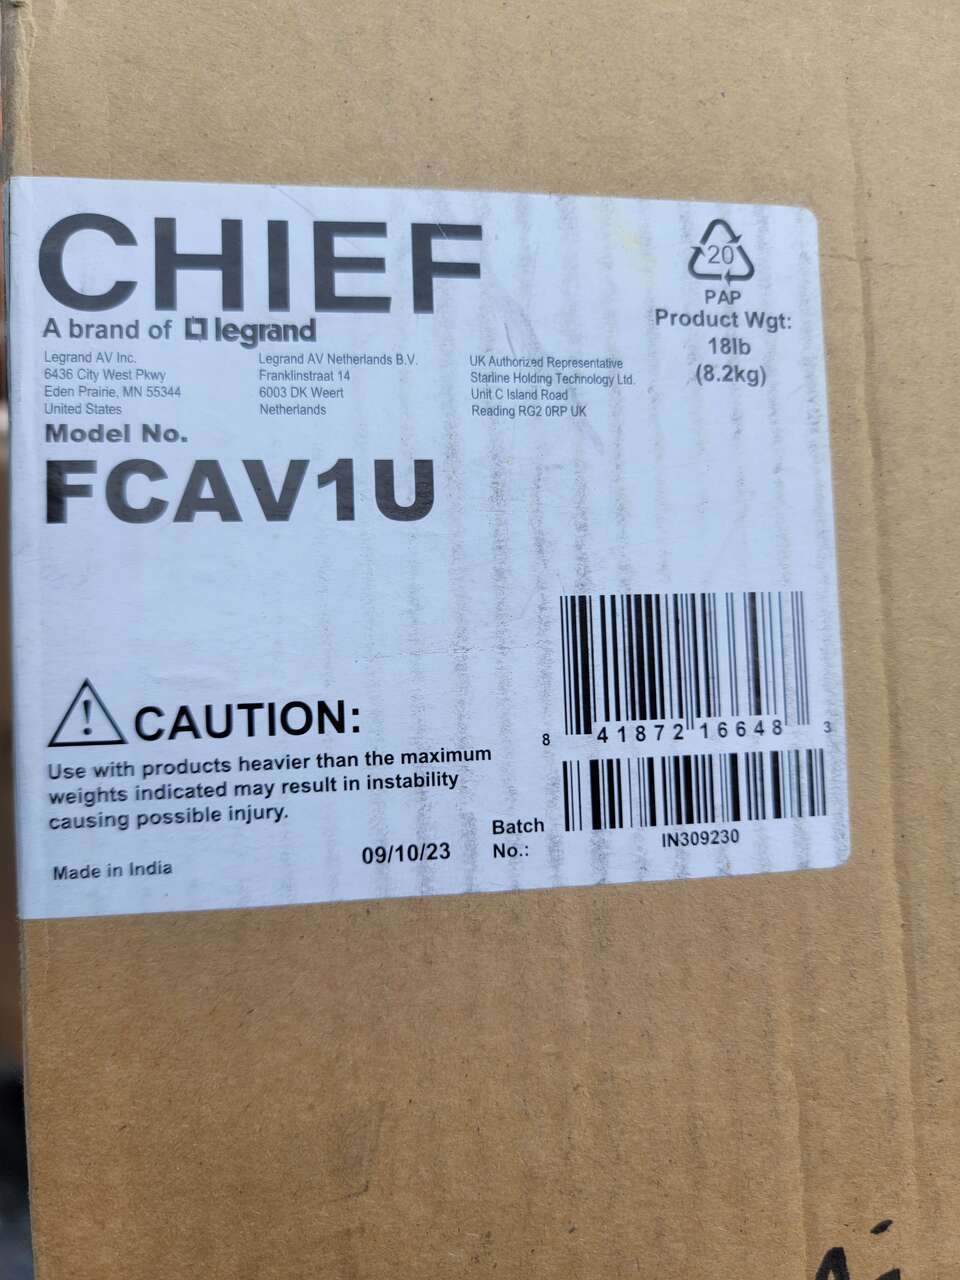 CHIEF
A brand of legrand
Legrand AV Inc.
6436 City West Pkwy
Eden Prairie, MN 55344
United States
Legrand AV Netherlands B.V.
Franklinstraat 14
6003 DK Weert
Netherlands
UK Authorized Representative
Starline Holding Technology Ltd.
Unit C Island Road
Reading RG2 0RP UK
20
PAP
Product Wgt:
18lb
(8.2kg)
Model No.
FCAV1U
CAUTION:
Use with products heavier than the maximum
weights indicated may result in instability
causing possible injury.
Made in India
09/10/23
8 41872 16648 3
Batch
No.:
IN309230